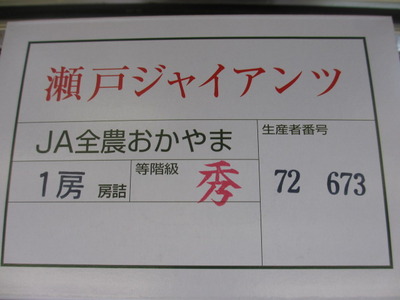 瀬戸ジャイアンツ
JA全農おかやま
1房 房詰
等階級 秀
生産者番号
72 673